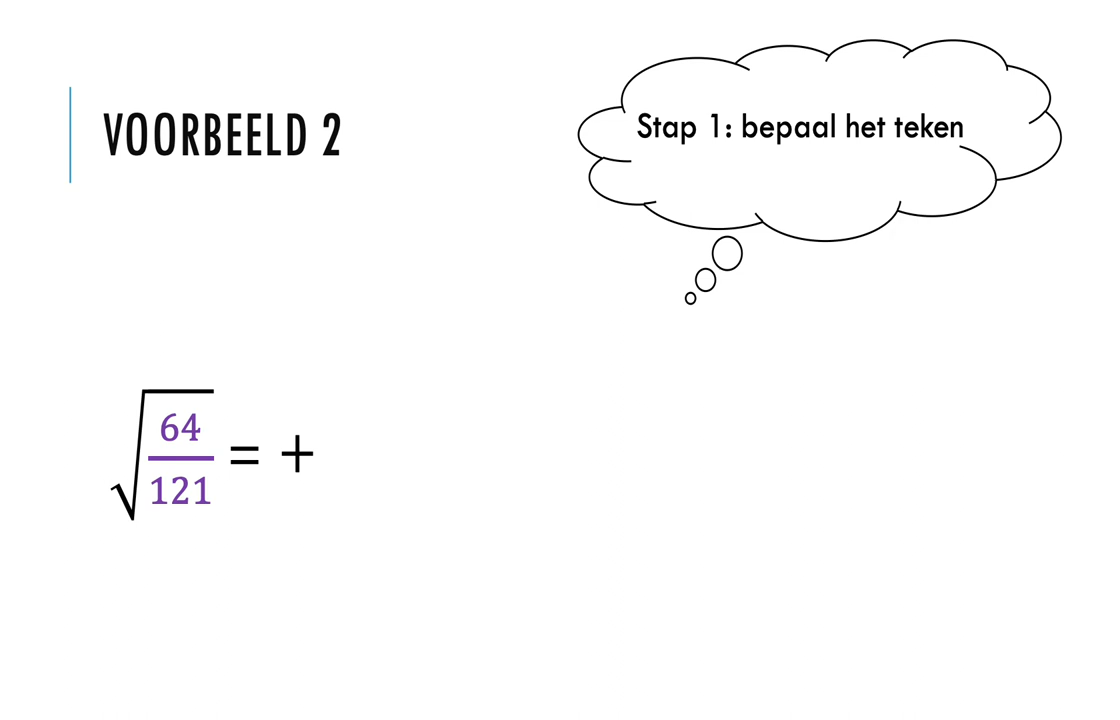 VOORBEELD 2
Stap 1: bepaal het teken
√(64/121) = +